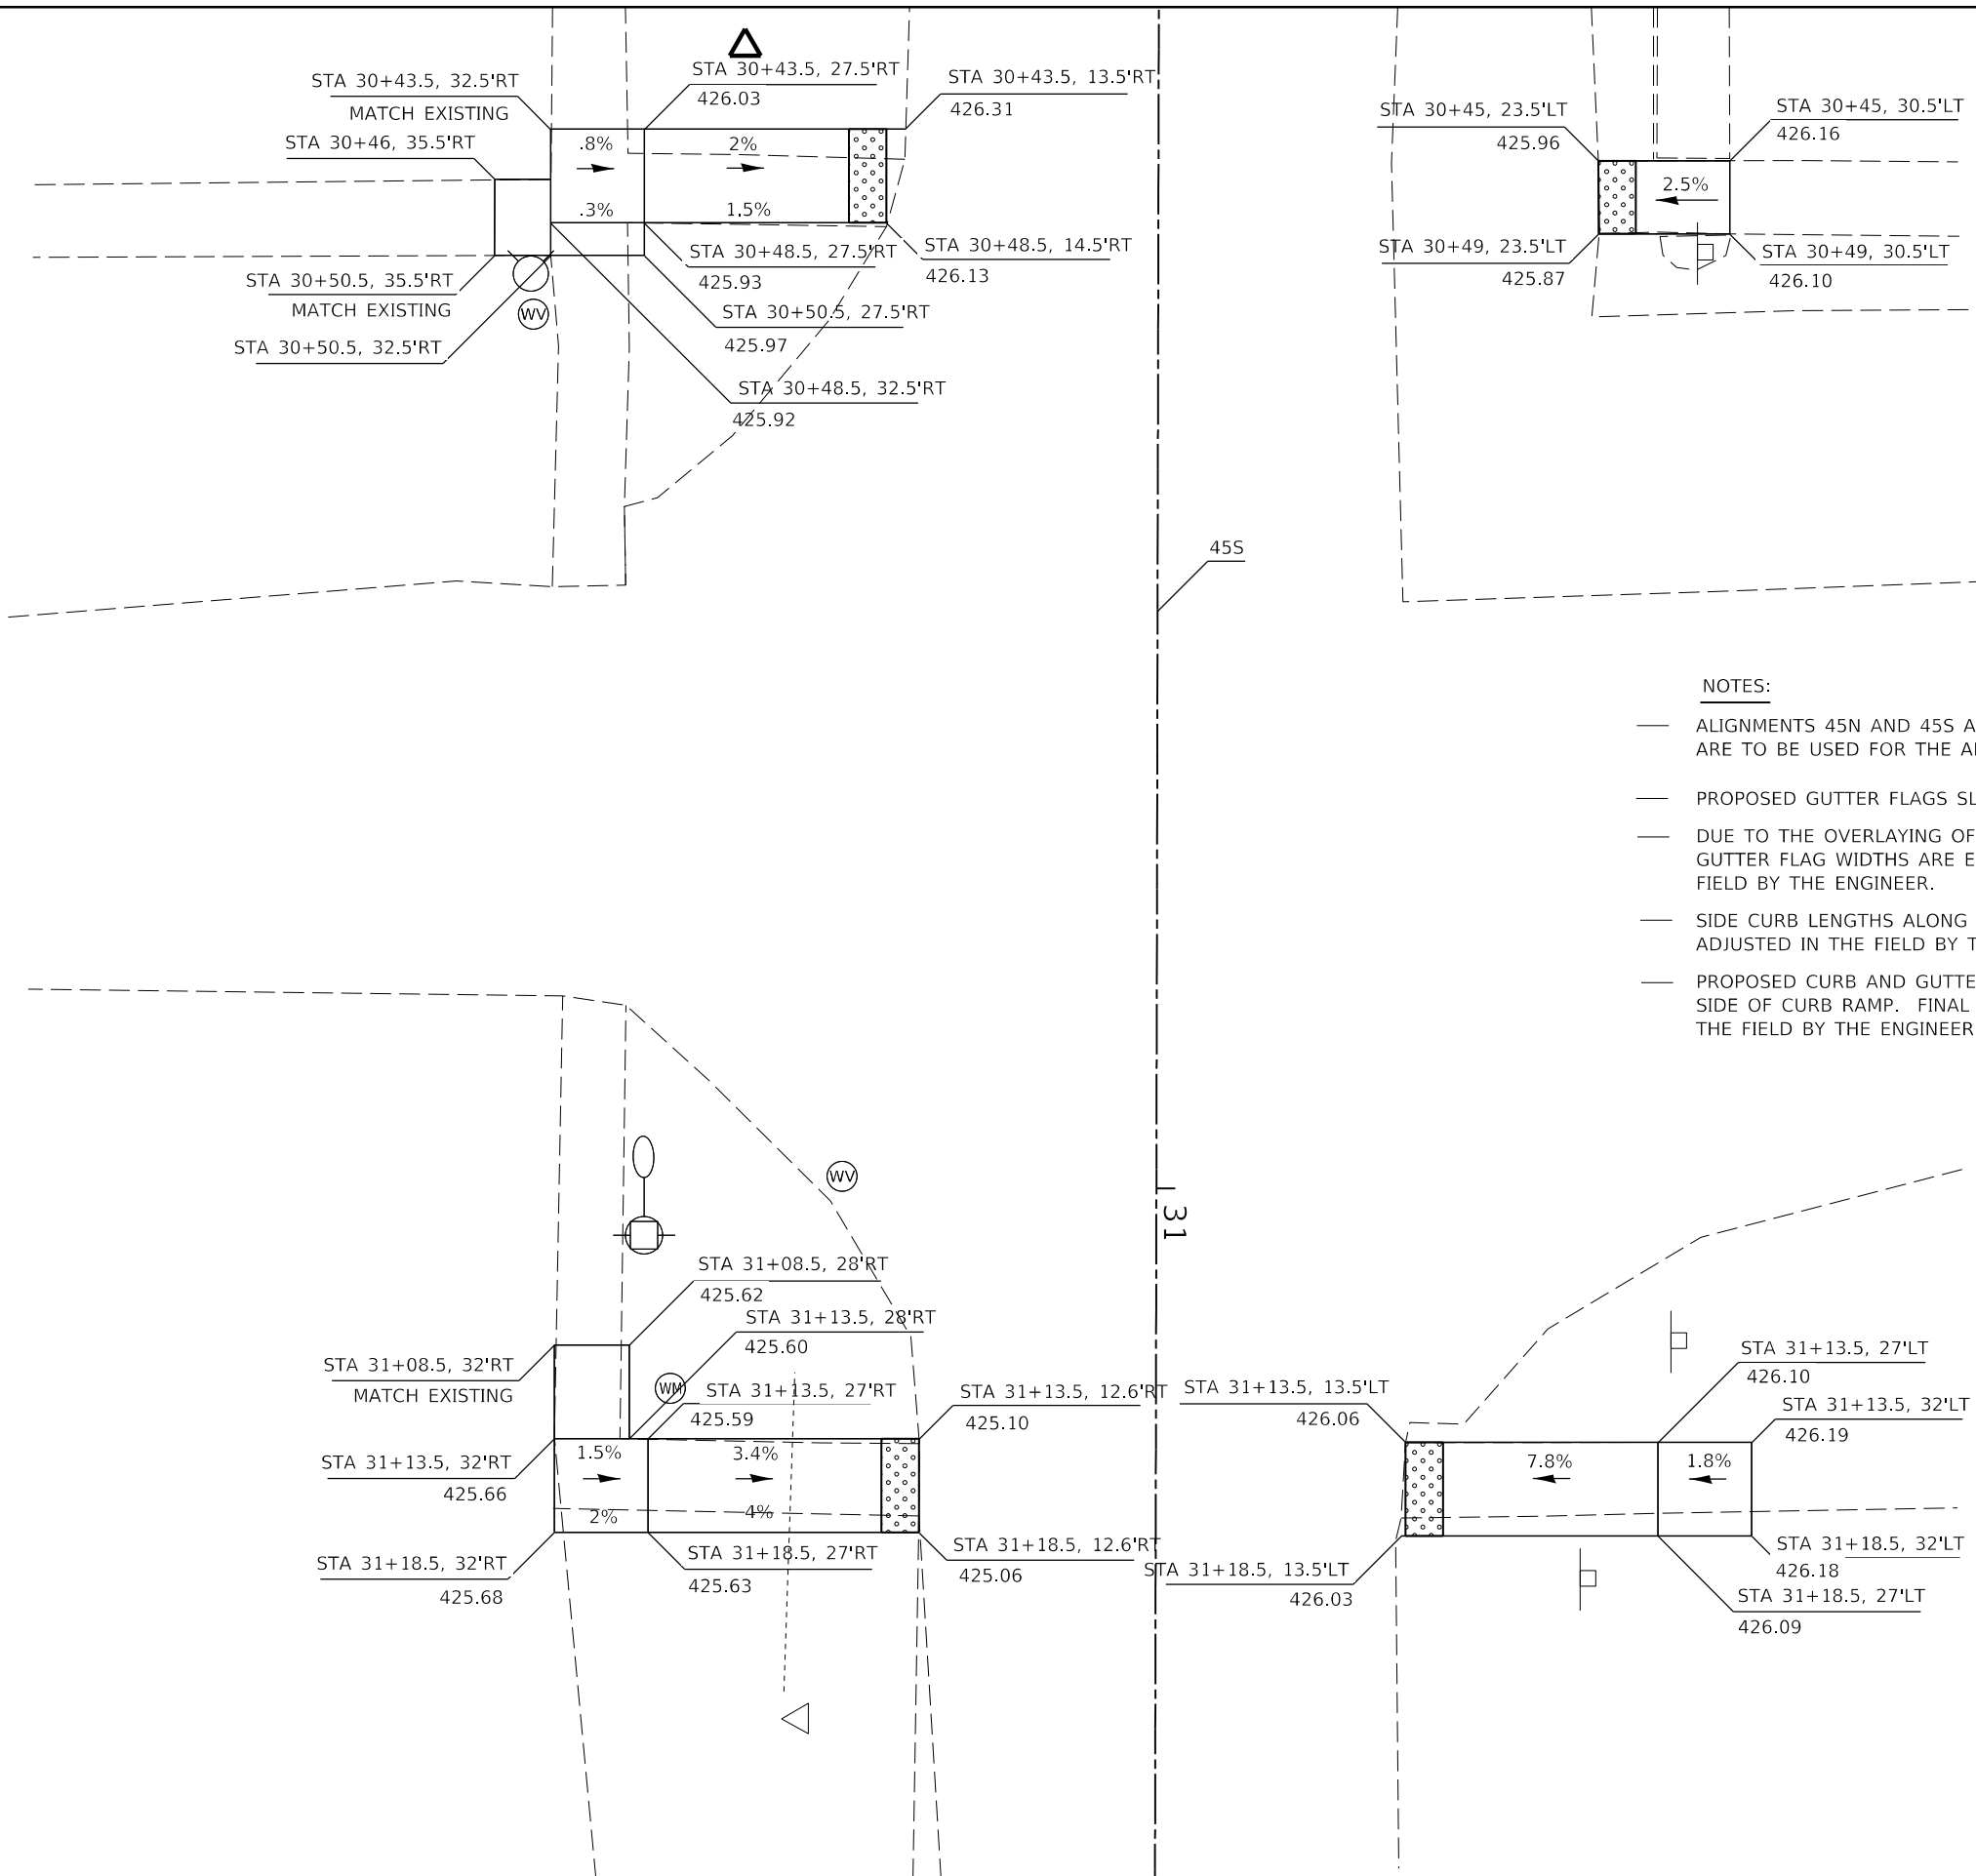 STA 30+43.5, 32.5'RT
MATCH EXISTING
STA 30+46, 35.5'RT
STA 30+43.5, 27.5'RT
426.03
STA 30+43.5, 13.5'RT
426.31
.8%
2%
.3%
1.5%
STA 30+50.5, 35.5'RT
MATCH EXISTING
STA 30+50.5, 32.5'RT
WV
STA 30+48.5, 27.5'RT
425.93
STA 30+48.5, 14.5'RT
426.13
STA 30+50.5, 27.5'RT
425.97
STA 30+48.5, 32.5'RT
425.92
STA 30+45, 23.5'LT
425.96
STA 30+45, 30.5'LT
426.16
2.5%
STA 30+49, 23.5'LT
425.87
STA 30+49, 30.5'LT
426.10
45S
NOTES:
ALIGNMENTS 45N AND 45S A
ARE TO BE USED FOR THE
PROPOSED GUTTER FLAGS
DUE TO THE OVERLAYING OF
GUTTER FLAG WIDTHS ARE E
FIELD BY THE ENGINEER.
SIDE CURB LENGTHS ALONG
ADJUSTED IN THE FIELD BY T
PROPOSED CURB AND GUTTE
SIDE OF CURB RAMP. FINAL
THE FIELD BY THE ENGINEER
WV
31
STA 31+08.5, 28'RT
425.62
STA 31+13.5, 28'RT
425.60
STA 31+08.5, 32'RT
MATCH EXISTING
WM
STA 31+13.5, 27'RT
425.59
STA 31+13.5, 12.6'RT
425.10
STA 31+13.5, 32'RT
425.66
1.5%
3.4%
2%
4%
STA 31+18.5, 32'RT
425.68
STA 31+18.5, 27'RT
425.63
STA 31+18.5, 12.6'RT
425.06
STA 31+13.5, 13.5'LT
426.06
STA 31+13.5, 27'LT
426.10
STA 31+13.5, 32'LT
426.19
7.8%
1.8%
STA 31+18.5, 13.5'LT
426.03
STA 31+18.5, 32'LT
426.18
STA 31+18.5, 27'LT
426.09